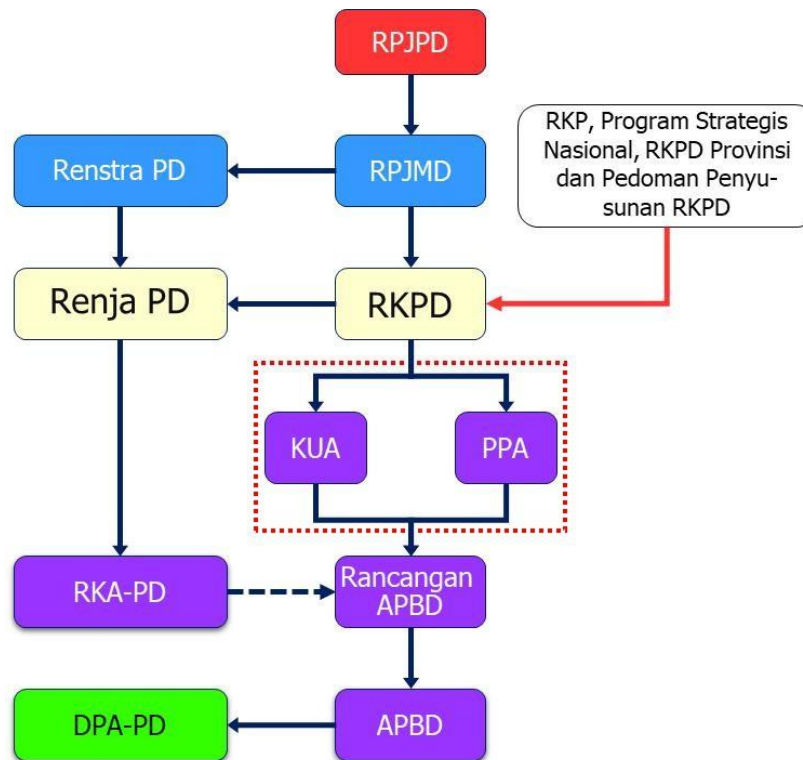 RPJPD
RKP, Program Strategis
Nasional, RKPD Provinsi
dan Pedoman Penyu-
sunan RKPD
Renstra PD
RPJMD
Renja PD
RKPD
KUA
PPA
RKA-PD
Rancangan
APBD
DPA-PD
APBD